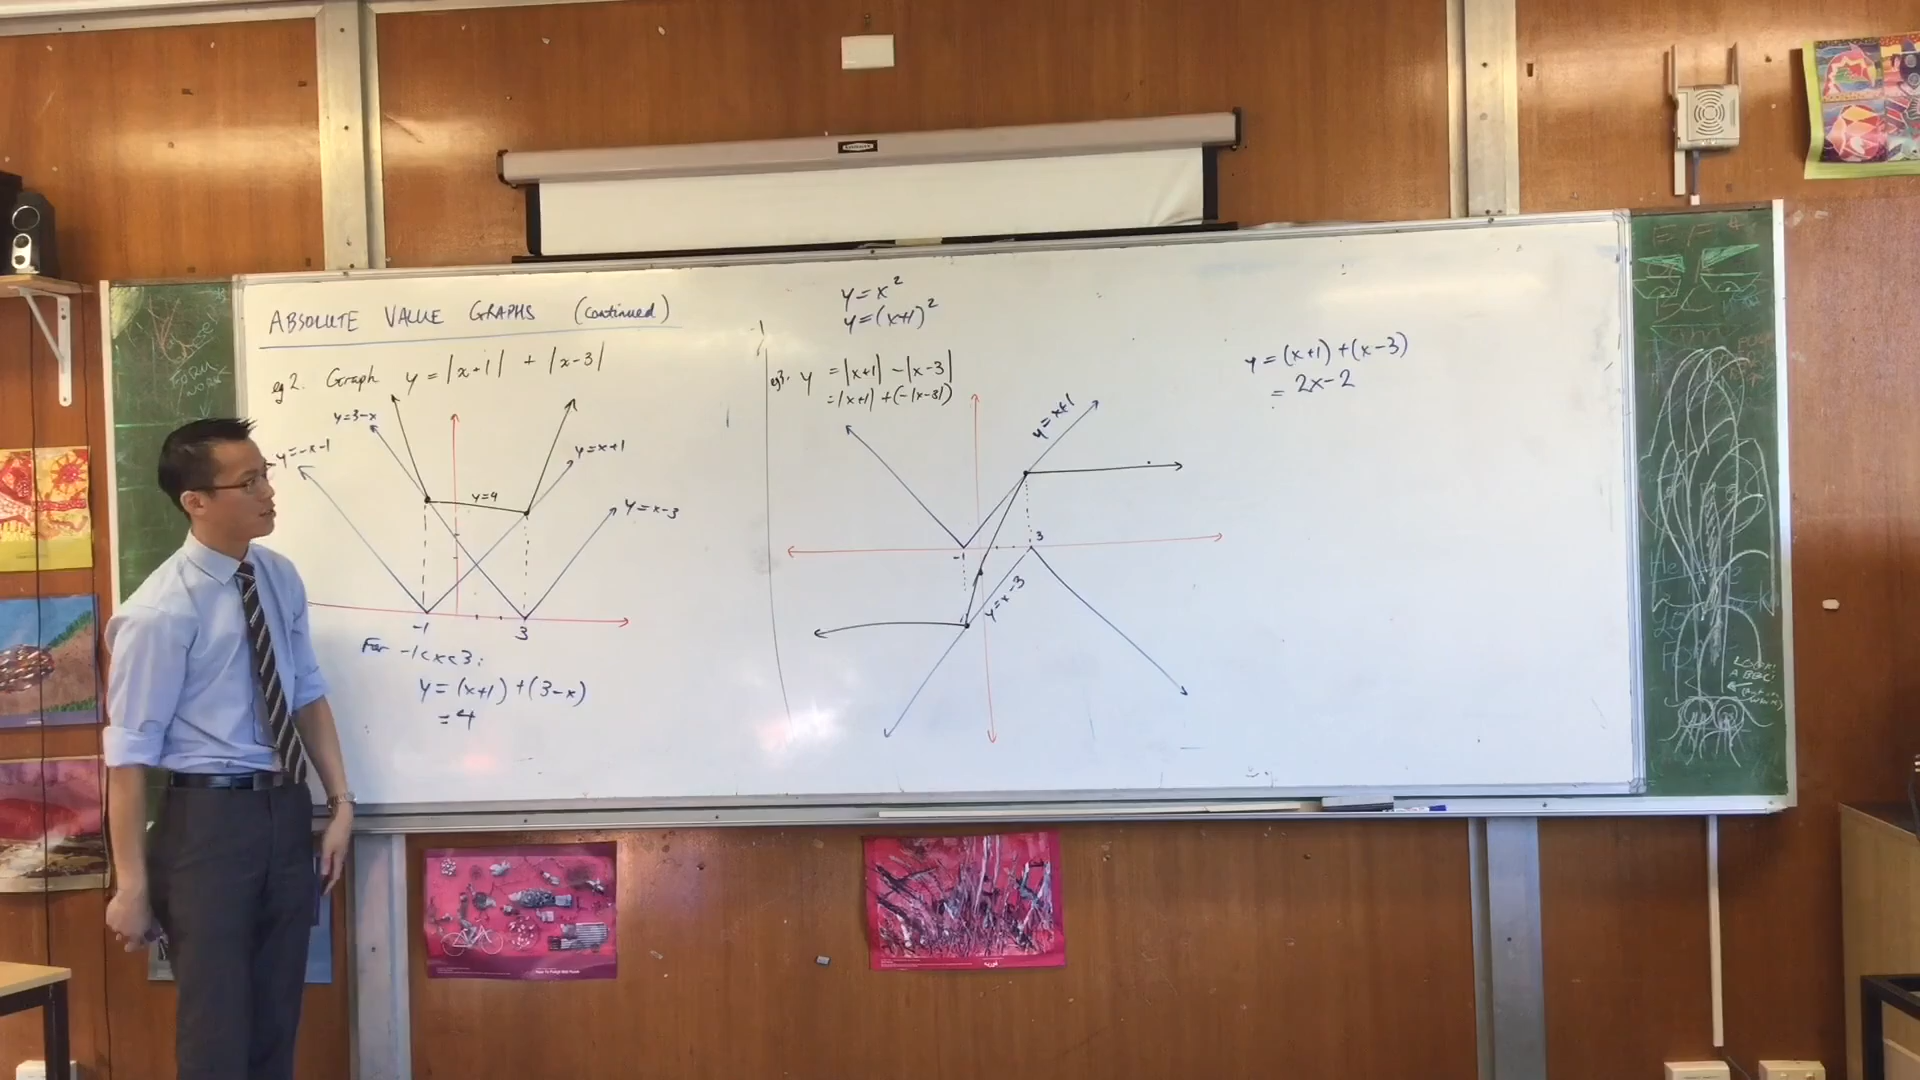 ABSOLUTE VALUE GRAPHS (continued)
eg 2. Graph y = |x+1| + |x-3|
y=3-x
y=-x-1
y=x+1
y=4
y=x-3
-1
3
For -1<x<3:
y=(x+1)+(3-x)
=4
y=x²
y=(x+1)²
eg3. y = |x+1| - |x-3|
= |x+1| + (-|x-3|)
y=x+1
-1
3
y=x-3
y = (x+1) + (x-3)
= 2x-2
LOOK!